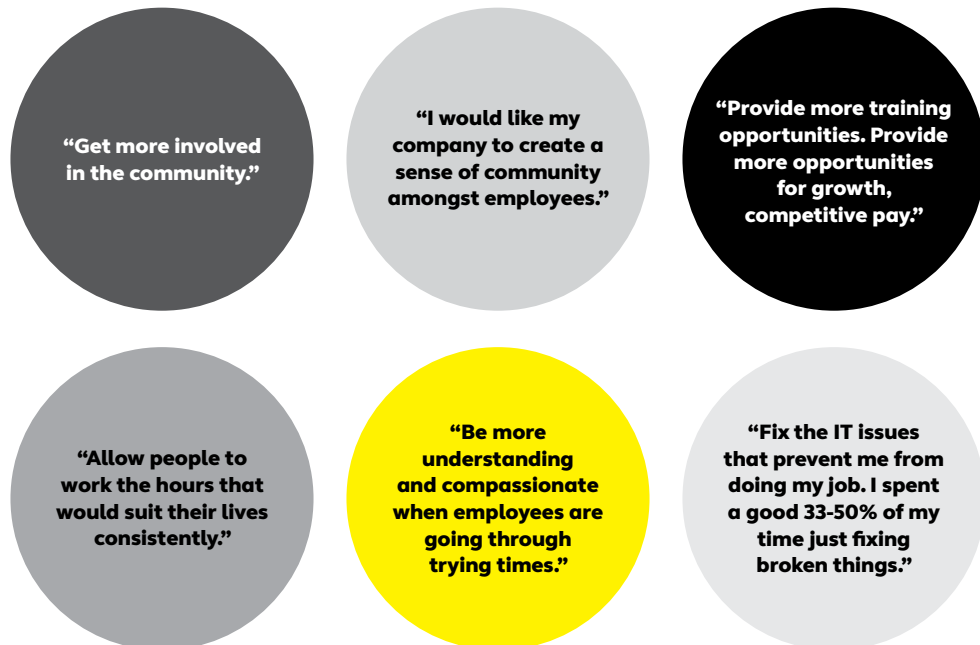 “Get more involved
in the community.”
“I would like my
company to create a
sense of community
amongst employees.”
“Provide more training
opportunities. Provide
more opportunities
for growth,
competitive pay.”
“Allow people to
work the hours that
would suit their lives
consistently.”
“Be more
understanding
and compassionate
when employees are
going through
trying times.”
“Fix the IT issues
that prevent me from
doing my job. I spent
a good 33-50% of my
time just fixing
broken things.”